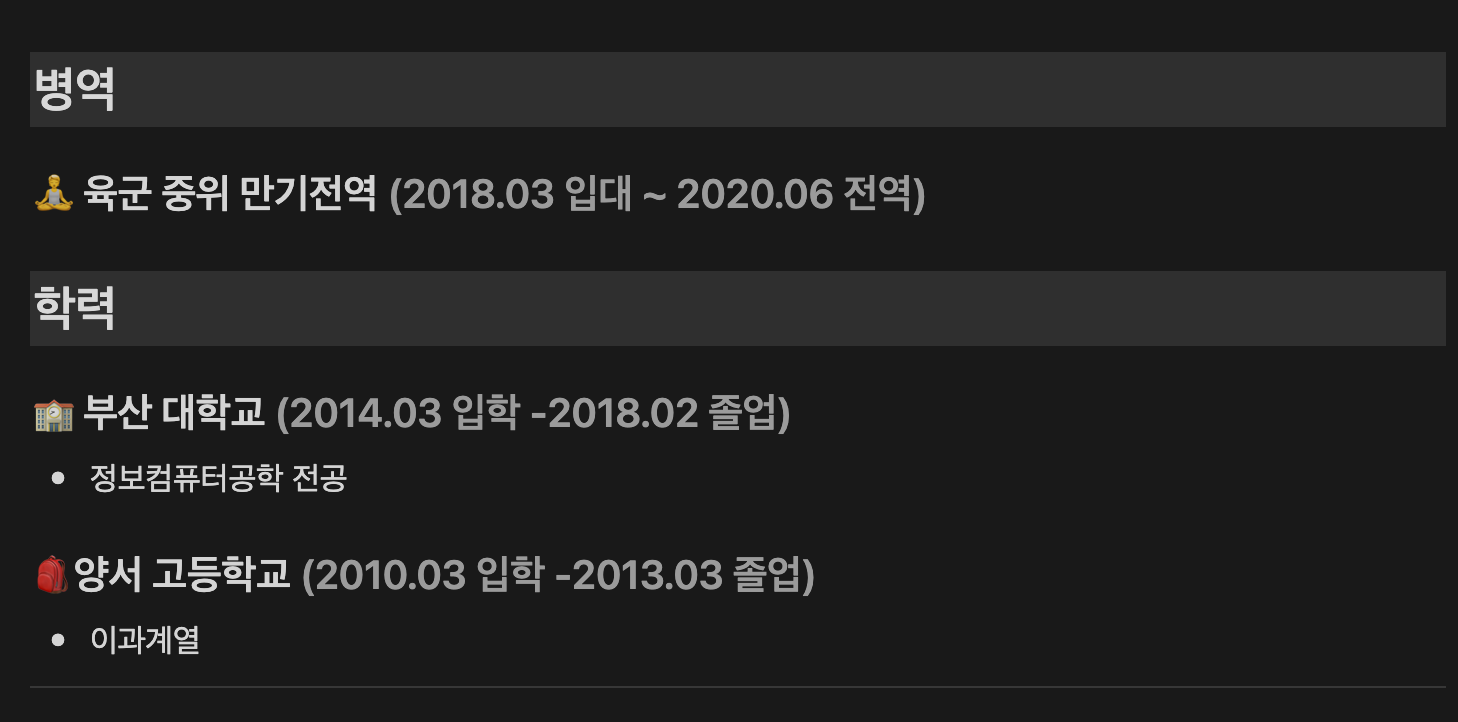 병역
🧘 육군 중위 만기전역 (2018.03 입대 ~ 2020.06 전역)
학력
🏫 부산 대학교 (2014.03 입학 -2018.02 졸업)
• 정보컴퓨터공학 전공
🎒양서 고등학교 (2010.03 입학 -2013.03 졸업)
• 이과계열